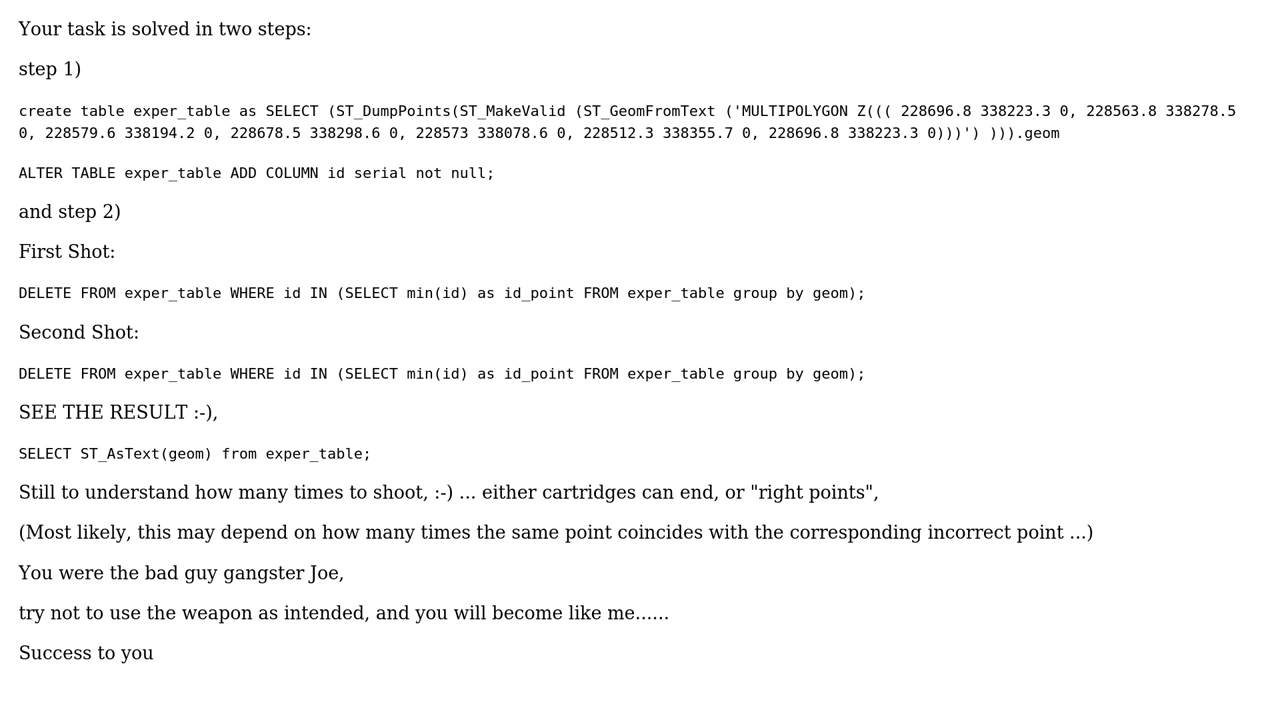 Your task is solved in two steps:
step 1)
create table exper_table as SELECT (ST_DumpPoints(ST_MakeValid (ST_GeomFromText ('MULTIPOLYGON Z((( 228696.8 338223.3 0, 228563.8 338278.5
0, 228579.6 338194.2 0, 228678.5 338298.6 0, 228573 338078.6 0, 228512.3 338355.7 0, 228696.8 338223.3 0)))') ))).geom
ALTER TABLE exper_table ADD COLUMN id serial not null;
and step 2)
First Shot:
DELETE FROM exper_table WHERE id IN (SELECT min(id) as id_point FROM exper_table group by geom);
Second Shot:
DELETE FROM exper_table WHERE id IN (SELECT min(id) as id_point FROM exper_table group by geom);
SEE THE RESULT :-),
SELECT ST_AsText(geom) from exper_table;
Still to understand how many times to shoot, :-) ... either cartridges can end, or "right points",
(Most likely, this may depend on how many times the same point coincides with the corresponding incorrect point ...)
You were the bad guy gangster Joe,
try not to use the weapon as intended, and you will become like me......
Success to you